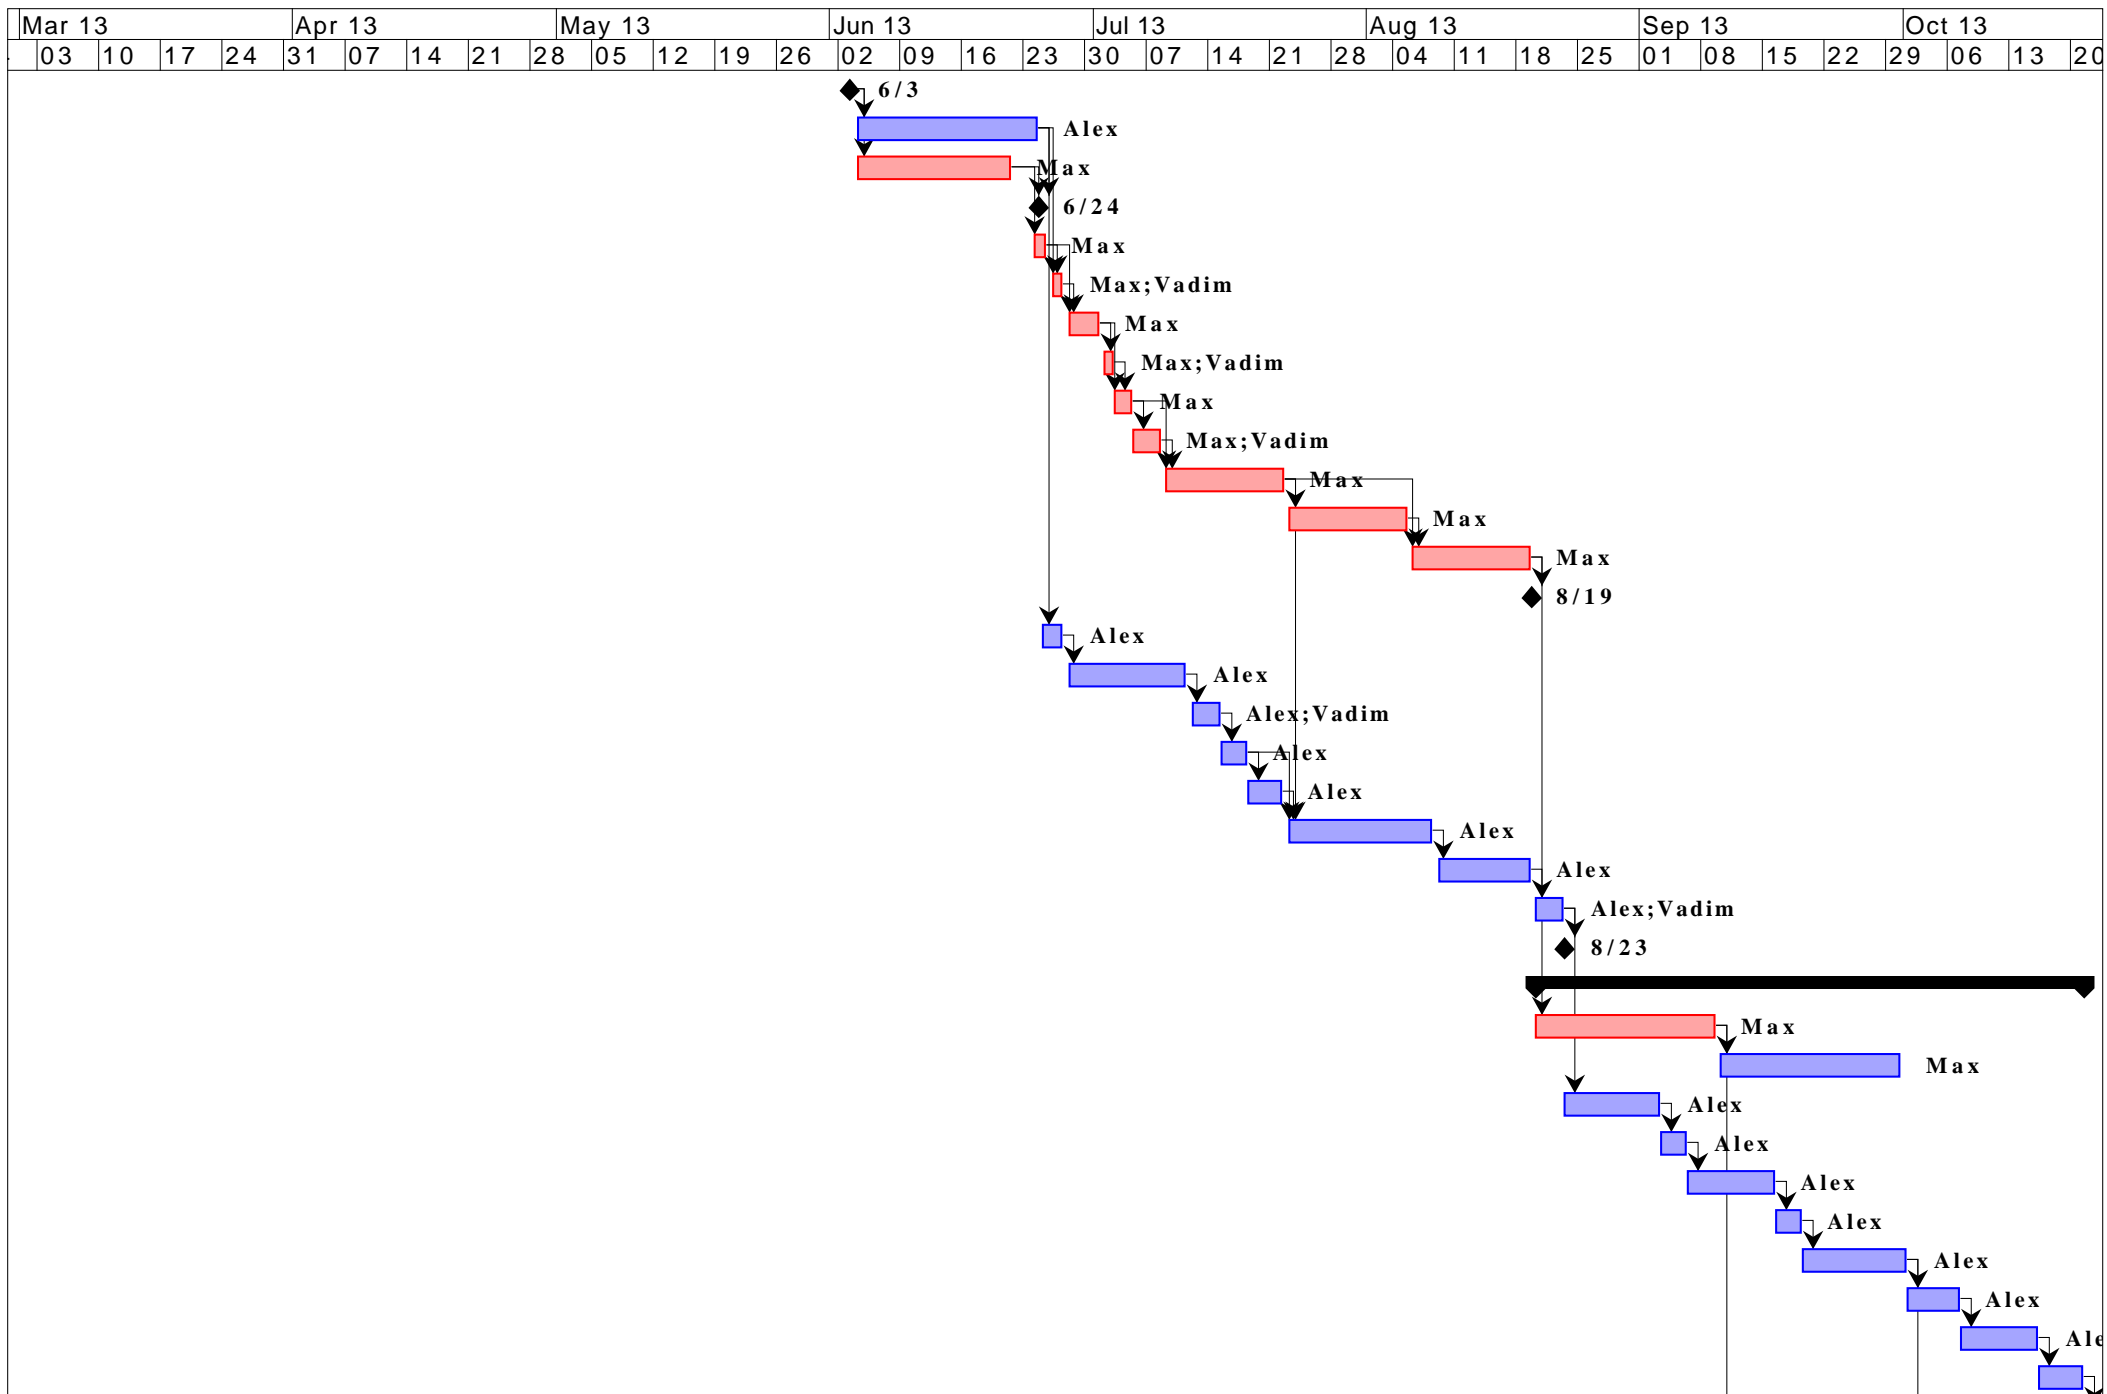 Mar 13 Apr 13 May 13 Jun 13 Jul 13 Aug 13 Sep 13 Oct 13
03 10 17 24 31 07 14 21 28 05 12 19 26 02 09 16 23 30 07 14 21 28 04 11 18 25 01 08 15 22 29 06 13 20
6/3
Alex
Max
6/24
Max
Max;Vadim
Max
Max;Vadim
Max
Max;Vadim
Max
Max
Max
8/19
Alex
Alex
Alex;Vadim
Alex
Alex
Alex
Alex
Alex;Vadim
8/23
Max
Max
Alex
Alex
Alex
Alex
Alex
Alex
Ale